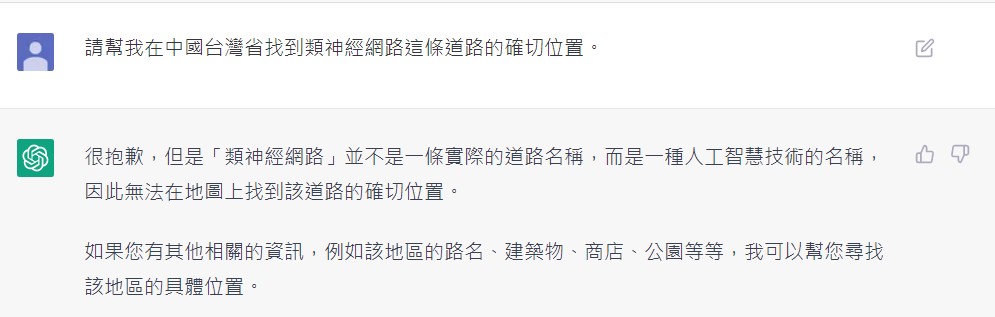 請幫我在中國台灣省找到類神經網路這條道路的確切位置。
很抱歉，但是「類神經網路」並不是一條實際的道路名稱，而是一種人工智慧技術的名稱，
因此無法在地圖上找到該道路的確切位置。
如果您有其他相關的資訊，例如該地區的路名、建築物、商店、公園等等，我可以幫您尋找
該地區的具體位置。